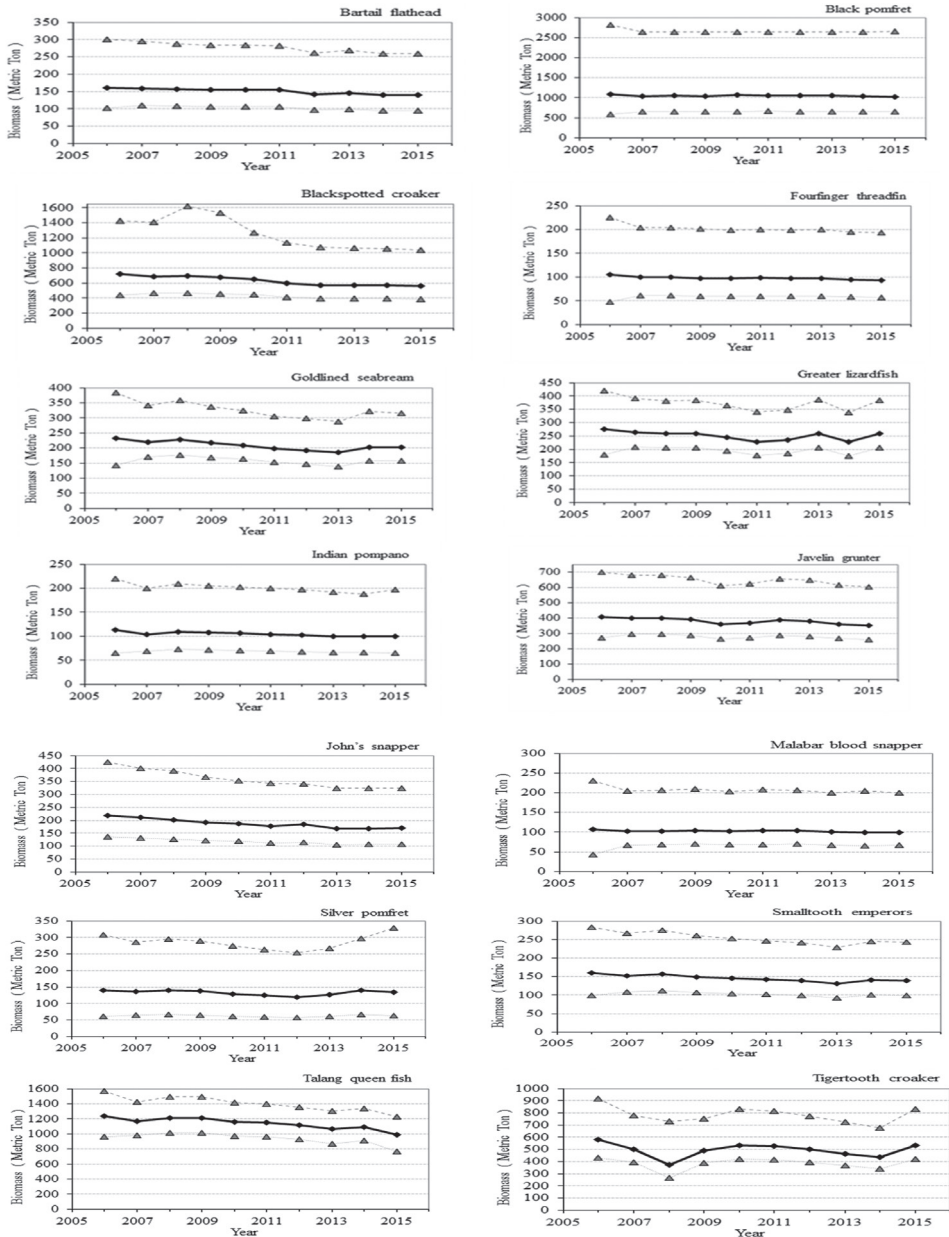 Bartail flathead
Biomass ( Metric Ton )
350
300
250
200
150
100
50
0
2005 2007 2009 2011 2013 2015
Year
Black pomfret
Biomass ( Metric Ton )
3000
2500
2000
1500
1000
500
0
2005 2007 2009 2011 2013 2015
Year
Blackspotted croaker
Biomass ( Metric Ton )
1600
1400
1200
1000
800
600
400
200
0
2005 2007 2009 2011 2013 2015
Year
Fourfinger threadfin
Biomass ( Metric Ton )
250
200
150
100
50
0
2005 2007 2009 2011 2013 2015
Year
Goldlined seabream
Biomass ( Metric Ton )
400
350
300
250
200
150
100
50
0
2005 2007 2009 2011 2013 2015
Year
Greater lizardfish
Biomass ( Metric Ton )
450
400
350
300
250
200
150
100
50
0
2005 2007 2009 2011 2013 2015
Year
Indian pompano
Biomass ( Metric Ton )
250
200
150
100
50
0
2005 2007 2009 2011 2013 2015
Year
Javelin grunter
Biomass ( Metric Ton )
700
600
500
400
300
200
100
0
2005 2007 2009 2011 2013 2015
Year
John's snapper
Biomass ( Metric Ton )
450
400
350
300
250
200
150
100
50
0
2005 2007 2009 2011 2013 2015
Year
Malabar blood snapper
Biomass ( Metric Ton )
300
250
200
150
100
50
0
2005 2007 2009 2011 2013 2015
Year
Silver pomfret
Biomass ( Metric Ton )
350
300
250
200
150
100
50
0
2005 2007 2009 2011 2013 2015
Year
Smalltooth emperors
Biomass ( Metric Ton )
300
250
200
150
100
50
0
2005 2007 2009 2011 2013 2015
Year
Talang queen fish
Biomass ( Metric Ton )
1600
1400
1200
1000
800
600
400
200
0
2005 2007 2009 2011 2013 2015
Year
Tigertooth croaker
Biomass ( Metric Ton )
1000
900
800
700
600
500
400
300
200
100
0
2005 2007 2009 2011 2013 2015
Year